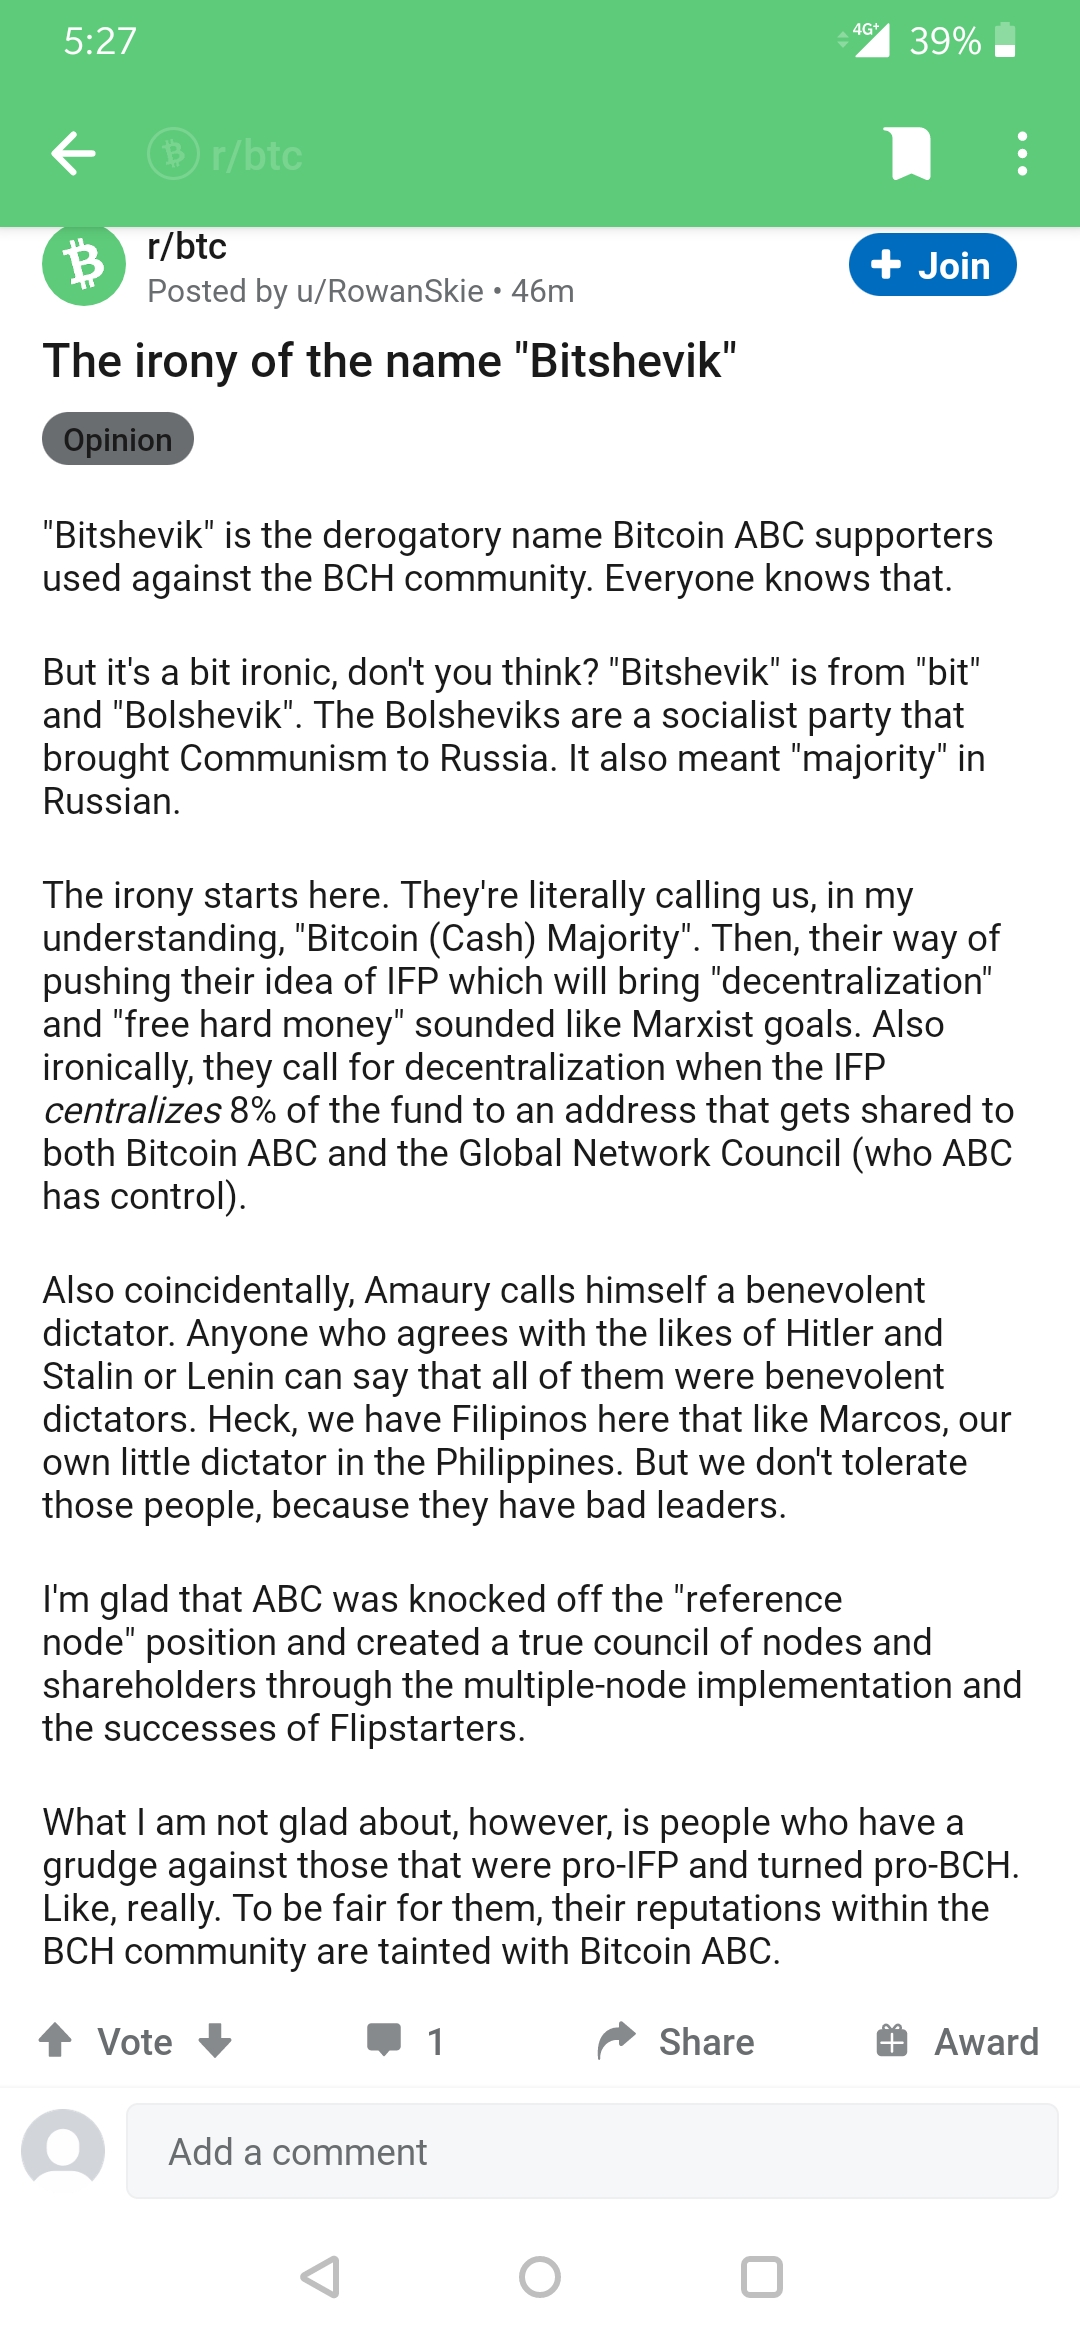 5:27
4G+ 39%
r/btc
r/btc
Posted by u/RowanSkie • 46m
Join
The irony of the name "Bitshevik"
Opinion
"Bitshevik" is the derogatory name Bitcoin ABC supporters
used against the BCH community. Everyone knows that.
But it's a bit ironic, don't you think? "Bitshevik" is from "bit"
and "Bolshevik". The Bolsheviks are a socialist party that
brought Communism to Russia. It also meant "majority" in
Russian.
The irony starts here. They're literally calling us, in my
understanding, "Bitcoin (Cash) Majority". Then, their way of
pushing their idea of IFP which will bring "decentralization"
and "free hard money" sounded like Marxist goals. Also
ironically, they call for decentralization when the IFP
centralizes 8% of the fund to an address that gets shared to
both Bitcoin ABC and the Global Network Council (who ABC
has control).
Also coincidentally, Amaury calls himself a benevolent
dictator. Anyone who agrees with the likes of Hitler and
Stalin or Lenin can say that all of them were benevolent
dictators. Heck, we have Filipinos here that like Marcos, our
own little dictator in the Philippines. But we don't tolerate
those people, because they have bad leaders.
I'm glad that ABC was knocked off the "reference
node" position and created a true council of nodes and
shareholders through the multiple-node implementation and
the successes of Flipstarters.
What I am not glad about, however, is people who have a
grudge against those that were pro-IFP and turned pro-BCH.
Like, really. To be fair for them, their reputations within the
BCH community are tainted with Bitcoin ABC.
Vote 1 Share Award
Add a comment